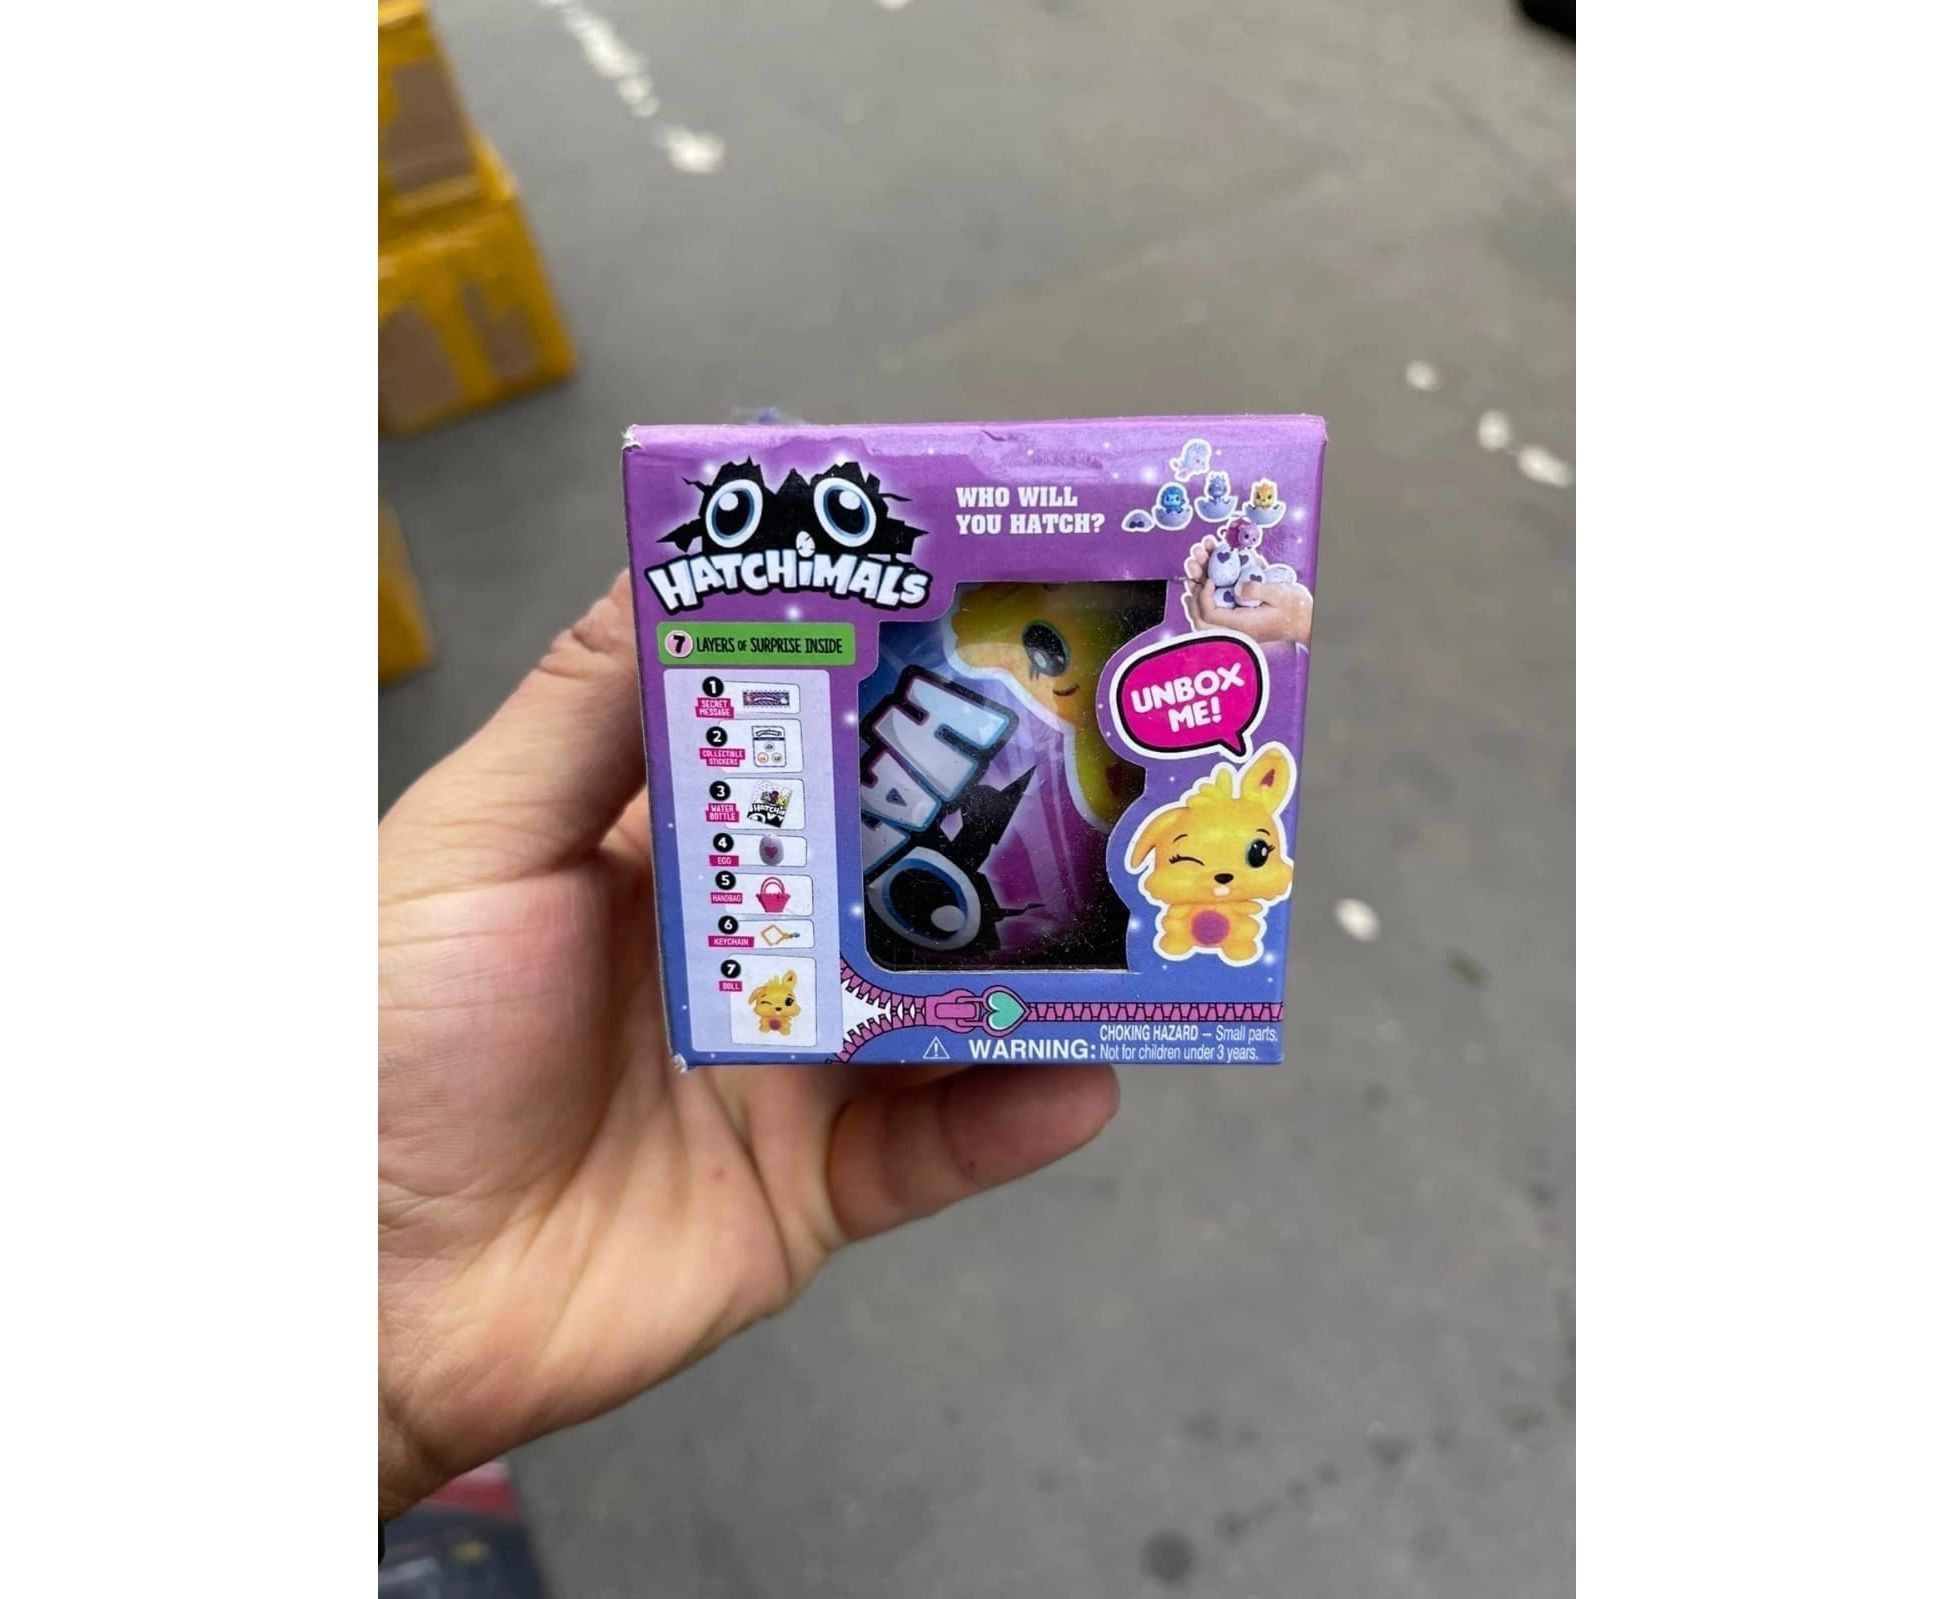 HATCHiMALS
WHO WILL
YOU HATCH?
7 LAYERS OF SURPRISE INSIDE
1
SECRET
MESSAGE
2
COLLECTIBLE
STICKERS
3
WATER
BOTTLE
4
EGG
5
HANDBAG
6
KEYCHAIN
7
DOLL
HAT
UNBOX
ME!
WARNING:
CHOKING HAZARD – Small parts.
Not for children under 3 years.